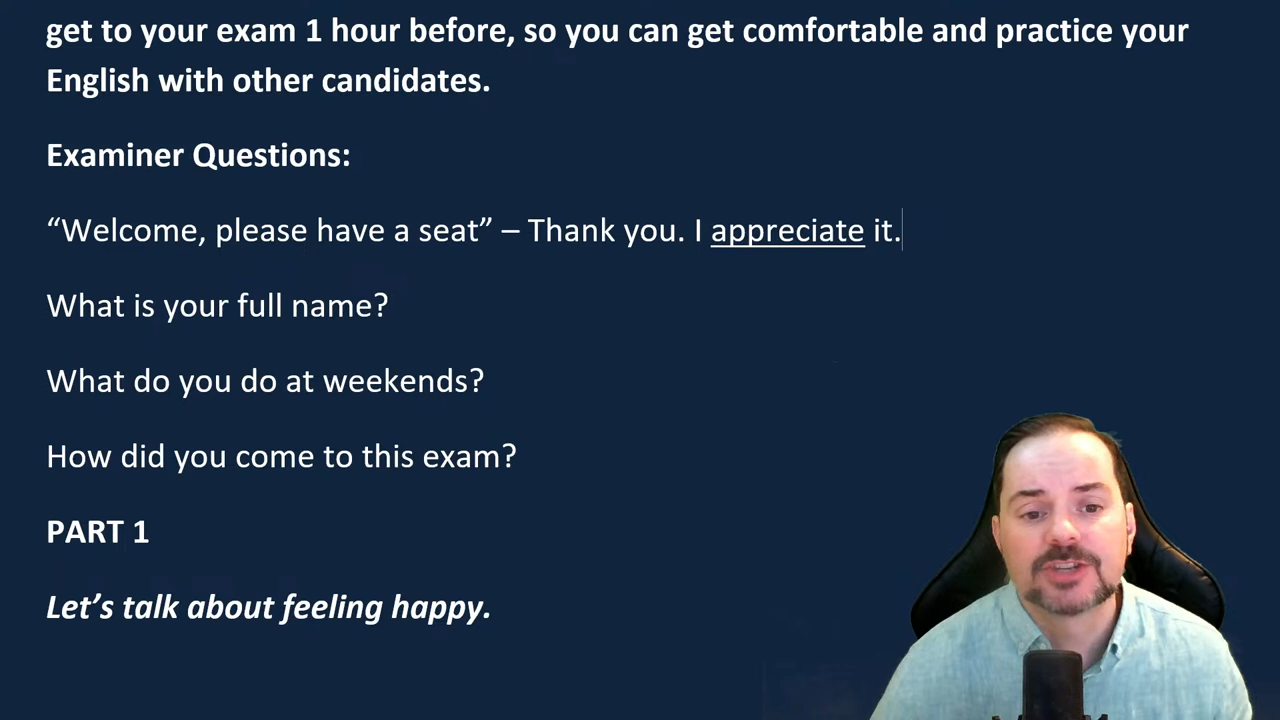 get to your exam 1 hour before, so you can get comfortable and practice your
English with other candidates.
Examiner Questions:
“Welcome, please have a seat” – Thank you. I appreciate it.
What is your full name?
What do you do at weekends?
How did you come to this exam?
PART 1
Let’s talk about feeling happy.